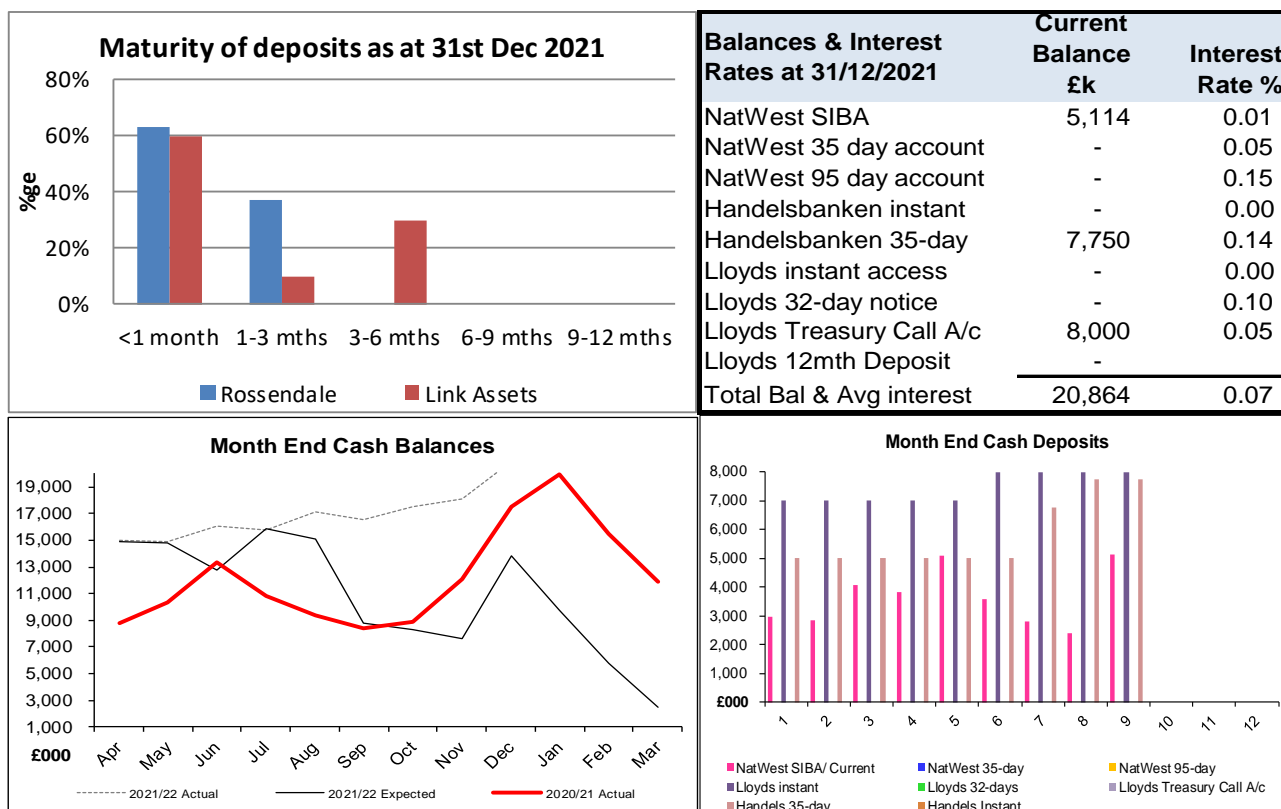 Maturity of deposits as at 31st Dec 2021
80%
60%
40%
20%
0%
%ge
<1 month 1-3 mths 3-6 mths 6-9 mths 9-12 mths
Rossendale Link Assets
Balances & Interest Rates at 31/12/2021 Current Balance £k Interest Rate %
NatWest SIBA 5,114 0.01
NatWest 35 day account - 0.05
NatWest 95 day account - 0.15
Handelsbanken instant - 0.00
Handelsbanken 35-day 7,750 0.14
Lloyds instant access - 0.00
Lloyds 32-day notice - 0.10
Lloyds Treasury Call A/c 8,000 0.05
Lloyds 12mth Deposit -
Total Bal & Avg interest 20,864 0.07
Month End Cash Balances
19,000
17,000
15,000
13,000
11,000
9,000
7,000
5,000
3,000
1,000
£000
Apr May Jun Jul Aug Sep Oct Nov Dec Jan Feb Mar
2021/22 Actual 2021/22 Expected 2020/21 Actual
Month End Cash Deposits
8,000
7,000
6,000
5,000
4,000
3,000
2,000
1,000
£000
1 2 3 4 5 6 7 8 9 10 11 12
NatWest SIBA/ Current NatWest 35-day NatWest 95-day
Lloyds instant Lloyds 32-days Lloyds Treasury Call A/c
Handels 35-day Handels Instant